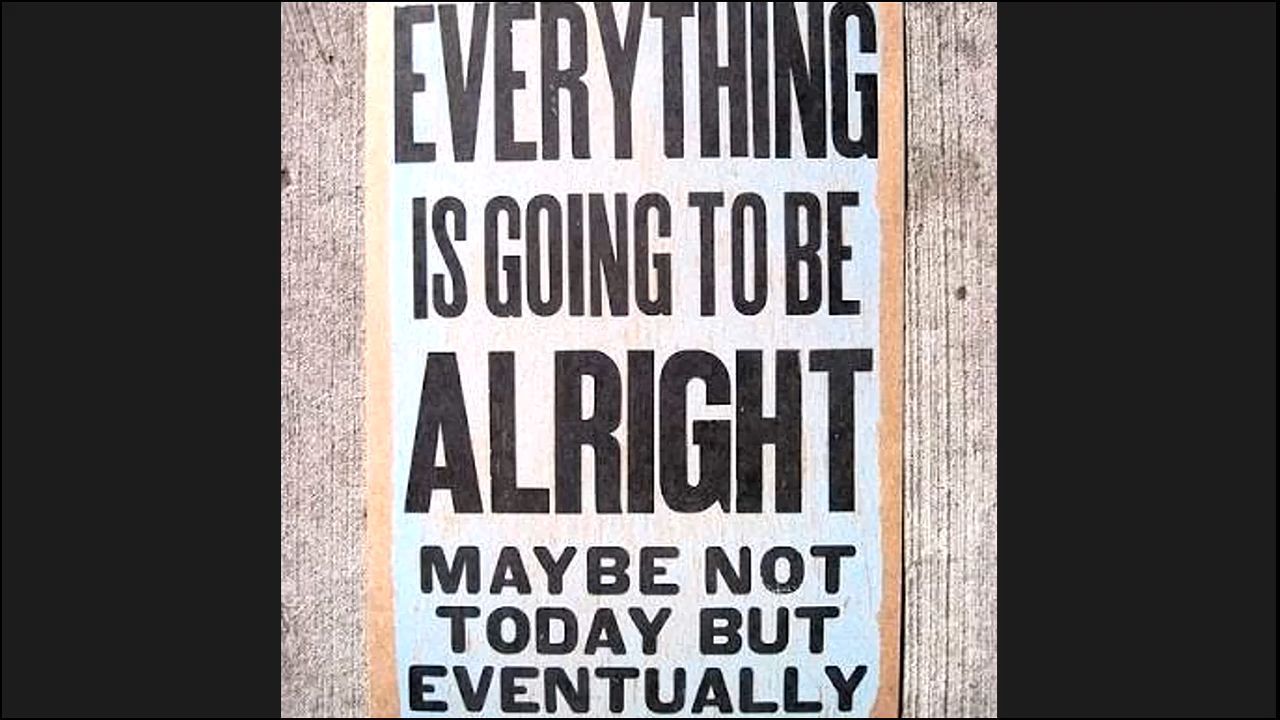 EVERYTHING
IS GOING TO BE
ALRIGHT
MAYBE NOT
TODAY BUT
EVENTUALLY